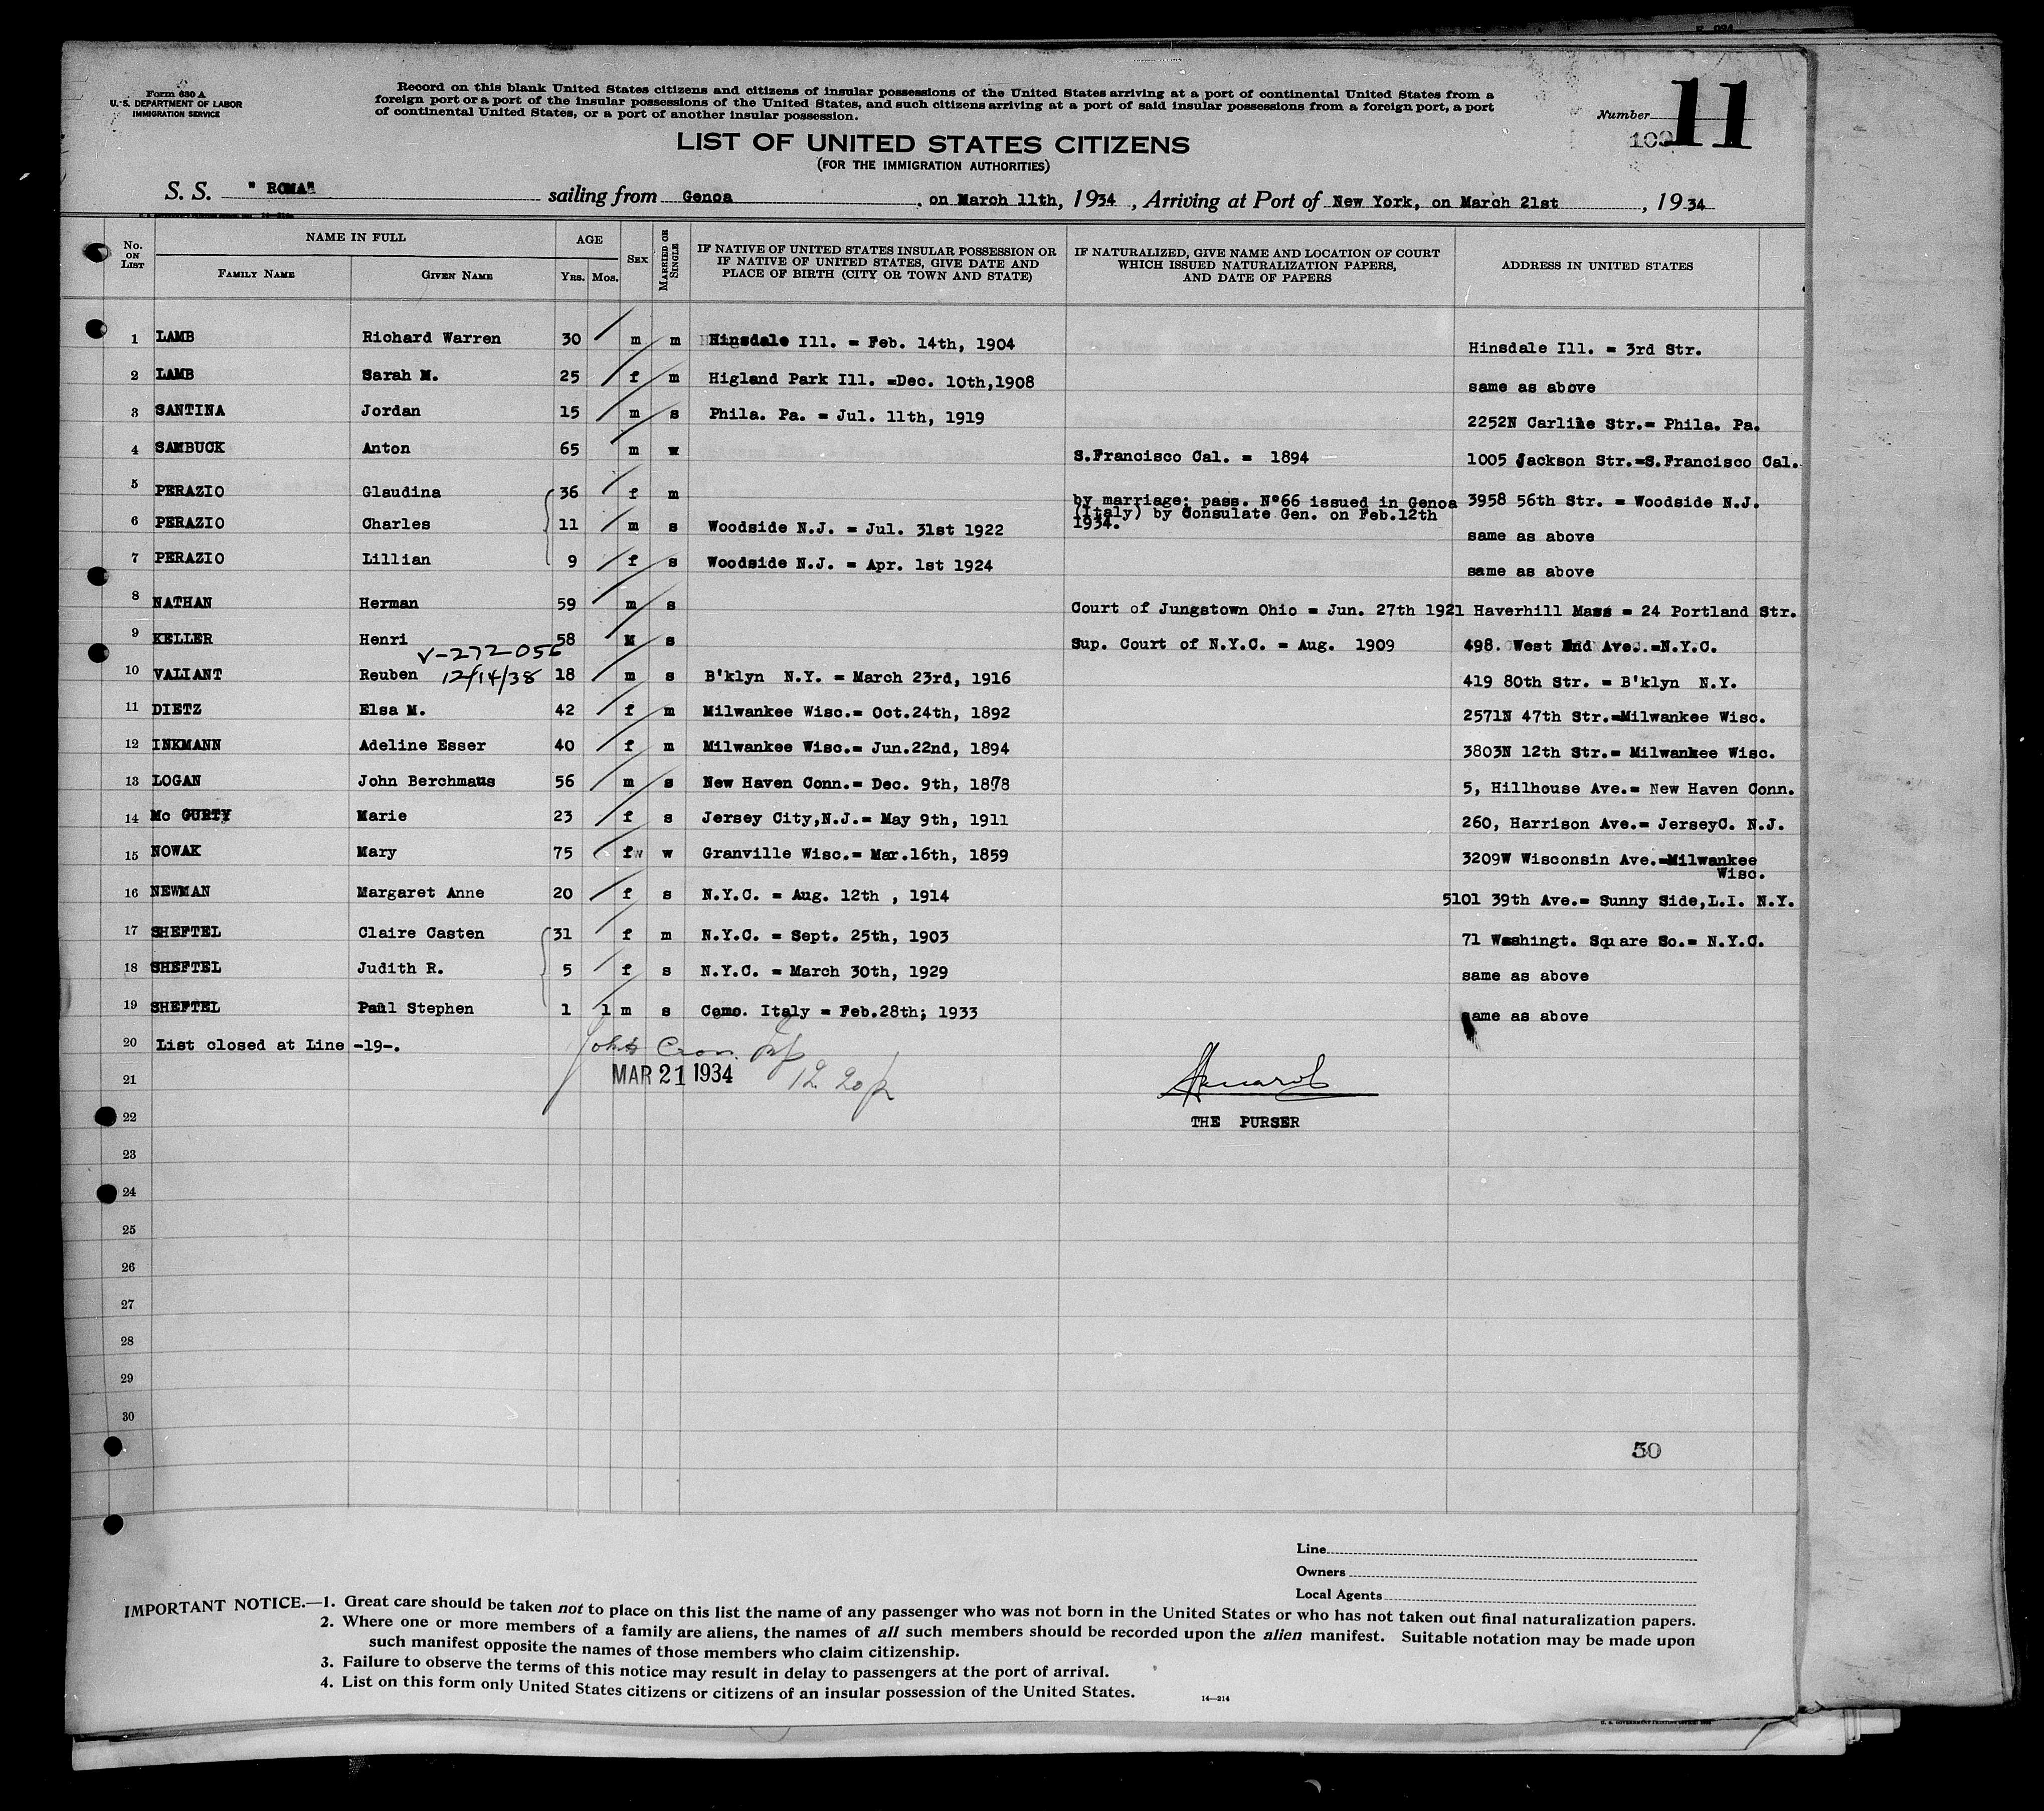 Form 630 A
U. S. DEPARTMENT OF LABOR
IMMIGRATION SERVICE
Record on this blank United States citizens and citizens of insular possessions of the United States arriving at a port of continental United States from a
foreign port or a port of the insular possessions of the United States, and such citizens arriving at a port of said insular possessions from a foreign port, a port
of continental United States, or a port of another insular possession.
Number 11
LIST OF UNITED STATES CITIZENS
(FOR THE IMMIGRATION AUTHORITIES)
S. S. " ROMA" sailing from Genoa , on March 11th, 1934 , Arriving at Port of New York, on March 21st , 19 34
No. ON LIST NAME IN FULL FAMILY NAME GIVEN NAME AGE YRS. MOS. SEX MARRIED OR SINGLE IF NATIVE OF UNITED STATES INSULAR POSSESSION OR IF NATIVE OF UNITED STATES, GIVE DATE AND PLACE OF BIRTH (CITY OR TOWN AND STATE) IF NATURALIZED, GIVE NAME AND LOCATION OF COURT WHICH ISSUED NATURALIZATION PAPERS, AND DATE OF PAPERS ADDRESS IN UNITED STATES
1 LAMB Richard Warren 30 m m Hinsdale Ill. = Feb. 14th, 1904 Hinsdale Ill. = 3rd Str.
2 LAMB Sarah M. 25 f m Higland Park Ill. =Dec. 10th,1908 same as above
3 SANTINA Jordan 15 m s Phila. Pa. = Jul. 11th, 1919 2252N Carlile Str.= Phila. Pa.
4 SAMBUCK Anton 65 m w S.Francisco Cal. = 1894 1005 Jackson Str.=S.Francisco Cal.
5 PERAZIO Glaudina 36 f m by marriage; pass. N°66 issued in Genoa 3958 56th Str. = Woodside N.J.
(Italy) by Consulate Gen. on Feb.12th
1934.
6 PERAZIO Charles 11 m s Woodside N.J. = Jul. 31st 1922 same as above
7 PERAZIO Lillian 9 f s Woodside N.J. = Apr. 1st 1924 same as above
8 NATHAN Herman 59 m s Court of Jungstown Ohio = Jun. 27th 1921 Haverhill Mass = 24 Portland Str.
9 KELLER Henri 58 M s Sup. Court of N.Y.C. = Aug. 1909 498. West End Ave.=N.Y.C.
V-272056
10 VALIANT Reuben 12/14/38 18 m s B'klyn N.Y. = March 23rd, 1916 419 80th Str. = B'klyn N.Y.
11 DIETZ Elsa M. 42 f m Milwankee Wisc.= Oct.24th, 1892 2571N 47th Str.=Milwankee Wisc.
12 INKMANN Adeline Esser 40 f m Milwankee Wisc.= Jun.22nd, 1894 3803N 12th Str.= Milwankee Wisc.
13 LOGAN John Berchmaus 56 m s New Haven Conn.= Dec. 9th, 1878 5, Hillhouse Ave.= New Haven Conn.
14 Mc GURTY Marie 23 f s Jersey City,N.J.= May 9th, 1911 260, Harrison Ave.= JerseyC. N.J.
15 NOWAK Mary 75 f w Granville Wisc.= Mar.16th, 1859 3209W Wisconsin Ave.=Milwankee
Wisc.
16 NEWMAN Margaret Anne 20 f s N.Y.C. = Aug. 12th , 1914 5101 39th Ave.= Sunny Side,L.I. N.Y.
17 SHEFTEL Claire Casten 31 f m N.Y.C. = Sept. 25th, 1903 71 Washingt. Square So.= N.Y.C.
18 SHEFTEL Judith R. 5 f s N.Y.C. = March 30th, 1929 same as above
19 SHEFTEL Paul Stephen 1 1 m s Como. Italy = Feb.28th; 1933 same as above
20 List closed at Line -19-.
21 MAR 21 1934 12 20 p
22 THE PURSER
23
24
25
26
27
28
29
30
50
Line
Owners
Local Agents
IMPORTANT NOTICE.—1. Great care should be taken not to place on this list the name of any passenger who was not born in the United States or who has not taken out final naturalization papers.
2. Where one or more members of a family are aliens, the names of all such members should be recorded upon the alien manifest. Suitable notation may be made upon
such manifest opposite the names of those members who claim citizenship.
3. Failure to observe the terms of this notice may result in delay to passengers at the port of arrival.
4. List on this form only United States citizens or citizens of an insular possession of the United States.
14—214